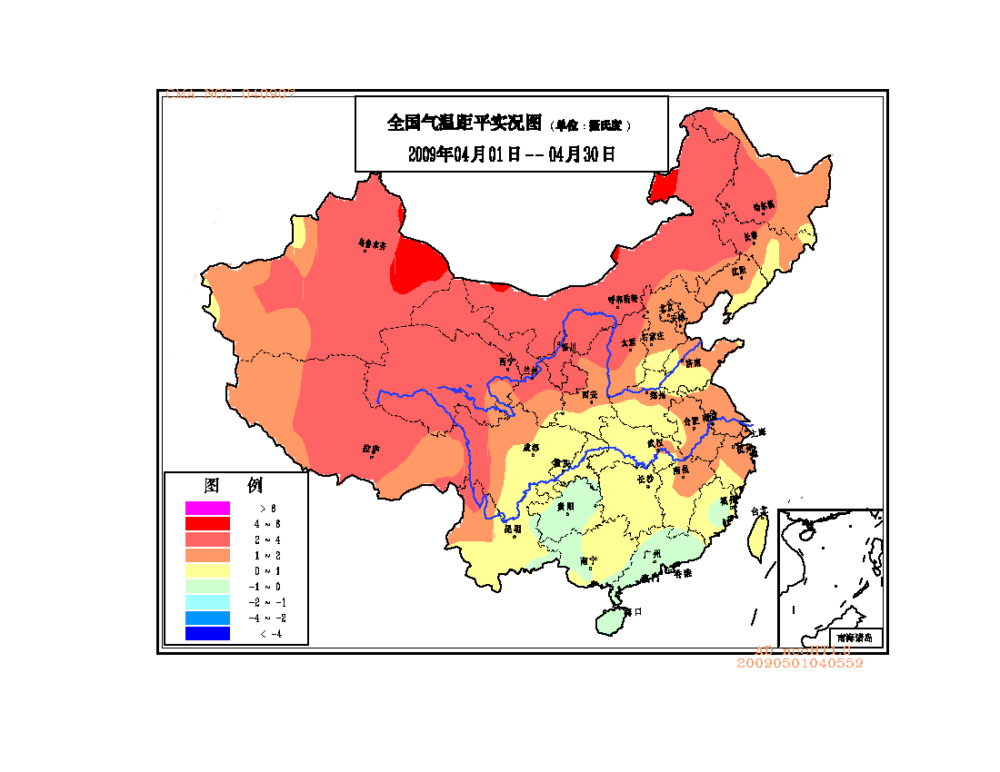 CMA NCC 040902
全国气温距平实况图 (单位:摄氏度)
2009年04月01日 -- 04月30日
哈尔滨
长春
乌鲁木齐
沈阳
呼和浩特
北京
天津
石家庄
太原
银川
西宁
兰州
济南
西安
郑州
合肥
南京
上海
成都
武汉
杭州
拉萨
重庆
南昌
长沙
贵阳
福州
台北
昆明
南宁
广州
澳门
香港
海口
图 例
> 6
4 ~ 6
2 ~ 4
1 ~ 2
0 ~ 1
-1 ~ 0
-2 ~ -1
-4 ~ -2
< -4
南海诸岛
20090501040559